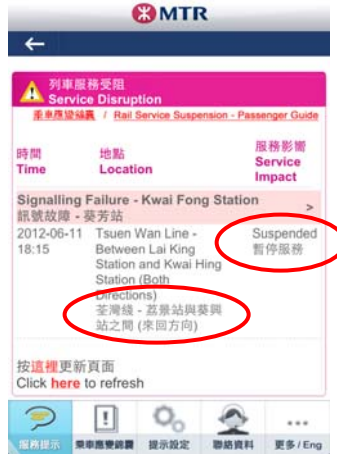 MTR
列車服務受阻
Service Disruption
乘車應變錦囊 / Rail Service Suspension - Passenger Guide
時間
Time
地點
Location
服務影響
Service
Impact
Signalling Failure - Kwai Fong Station
訊號故障 - 葵芳站
>
2012-06-11
18:15
Tsuen Wan Line -
Between Lai King
Station and Kwai Hing
Station (Both
Directions)
荃灣綫 - 荔景站與葵興
站之間 (來回方向)
Suspended
暫停服務
按這裡更新頁面
Click here to refresh
服務提示
乘車應變錦囊
提示設定
聯絡資料
更多 / Eng